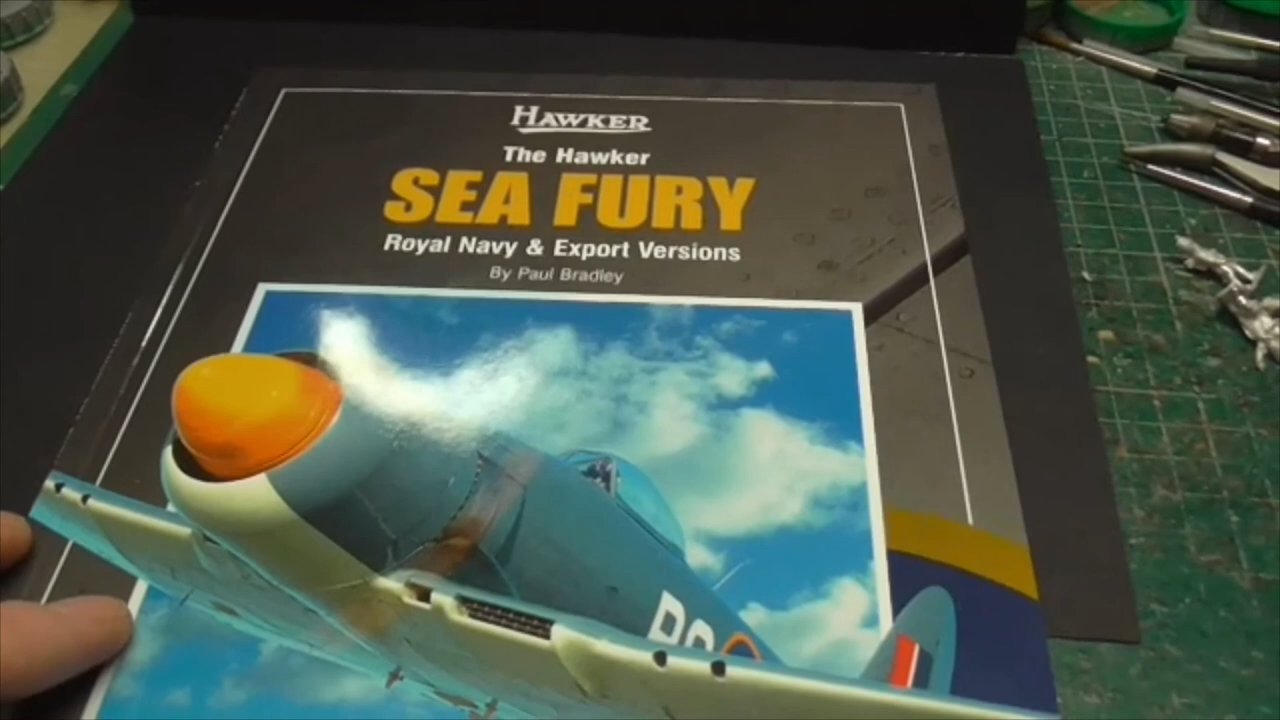 HAWKER
The Hawker
SEA FURY
Royal Navy & Export Versions
By Paul Bradley